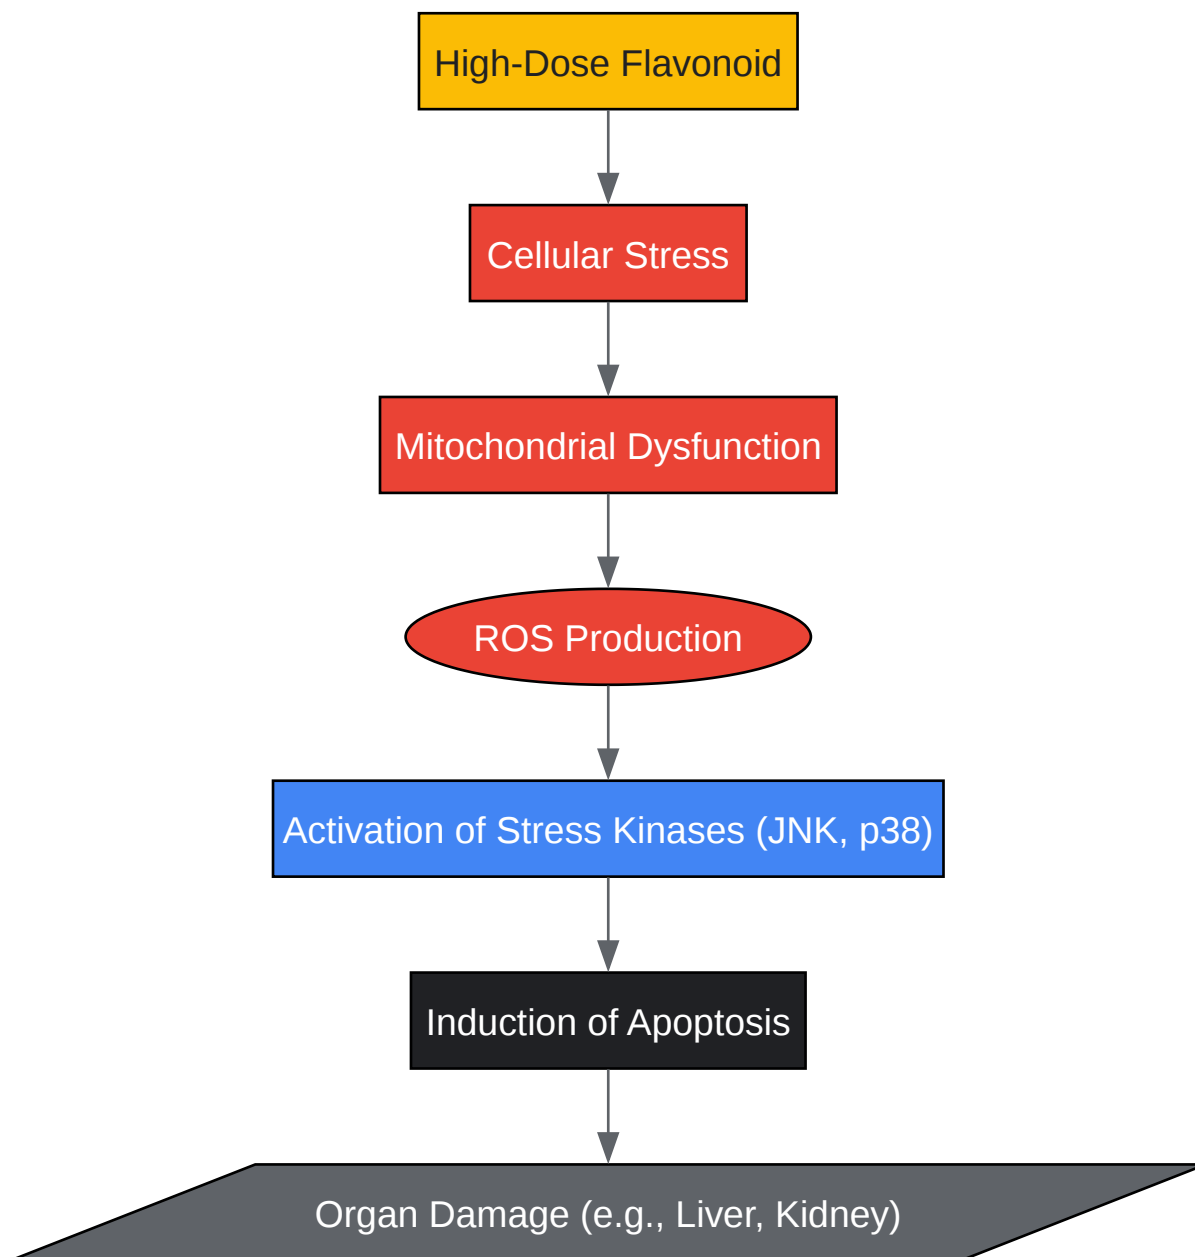 High-Dose Flavonoid
Cellular Stress
Mitochondrial Dysfunction
ROS Production
Activation of Stress Kinases (JNK, p38)
Induction of Apoptosis
Organ Damage (e.g., Liver, Kidney)